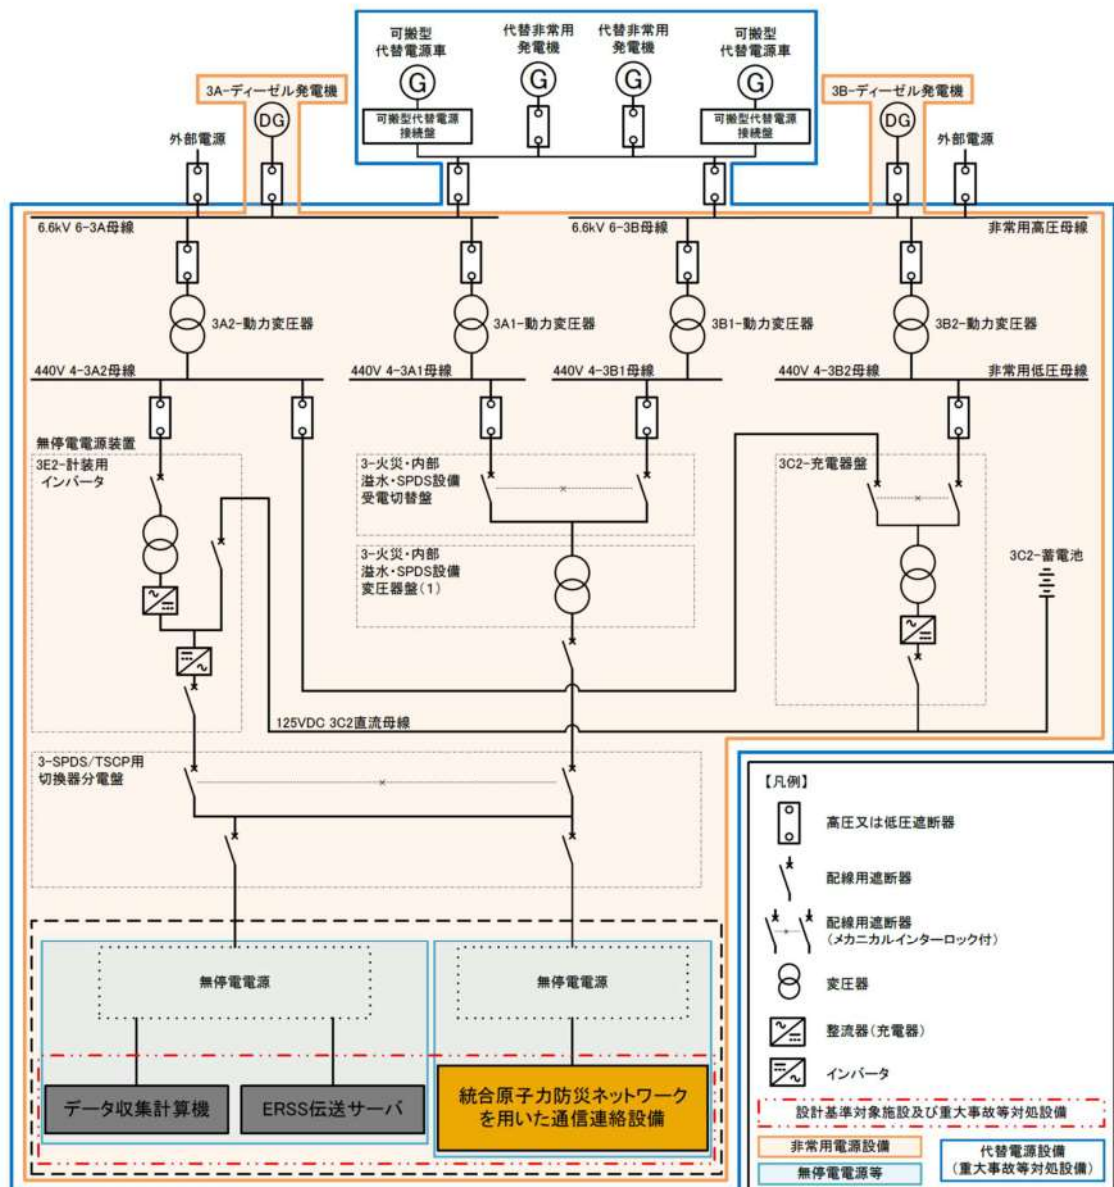 可搬型
代替電源車
代替非常用
発電機
代替非常用
発電機
可搬型
代替電源車
G
G
G
G
3A-ディーゼル発電機
3B-ディーゼル発電機
DG
DG
可搬型代替電源
接続盤
可搬型代替電源
接続盤
外部電源
外部電源
6.6kV 6-3A母線
6.6kV 6-3B母線
非常用高圧母線
3A2-動力変圧器
3A1-動力変圧器
3B1-動力変圧器
3B2-動力変圧器
440V 4-3A2母線
440V 4-3A1母線
440V 4-3B1母線
440V 4-3B2母線
非常用低圧母線
無停電電源装置
3E2-計装用
インバータ
3-火災・内部
溢水・SPDS設備
受電切替盤
3C2-充電器盤
3-火災・内部
溢水・SPDS設備
変圧器盤(1)
3C2-蓄電池
125VDC 3C2直流母線
3-SPDS/TSCP用
切換器分電盤
無停電電源
無停電電源
データ収集計算機
ERSS伝送サーバ
統合原子力防災ネットワーク
を用いた通信連絡設備
【凡例】
高圧又は低圧遮断器
配線用遮断器
配線用遮断器
(メカニカルインターロック付)
変圧器
整流器(充電器)
インバータ
設計基準対象施設及び重大事故等対処設備
非常用電源設備
無停電電源等
代替電源設備
(重大事故等対処設備)